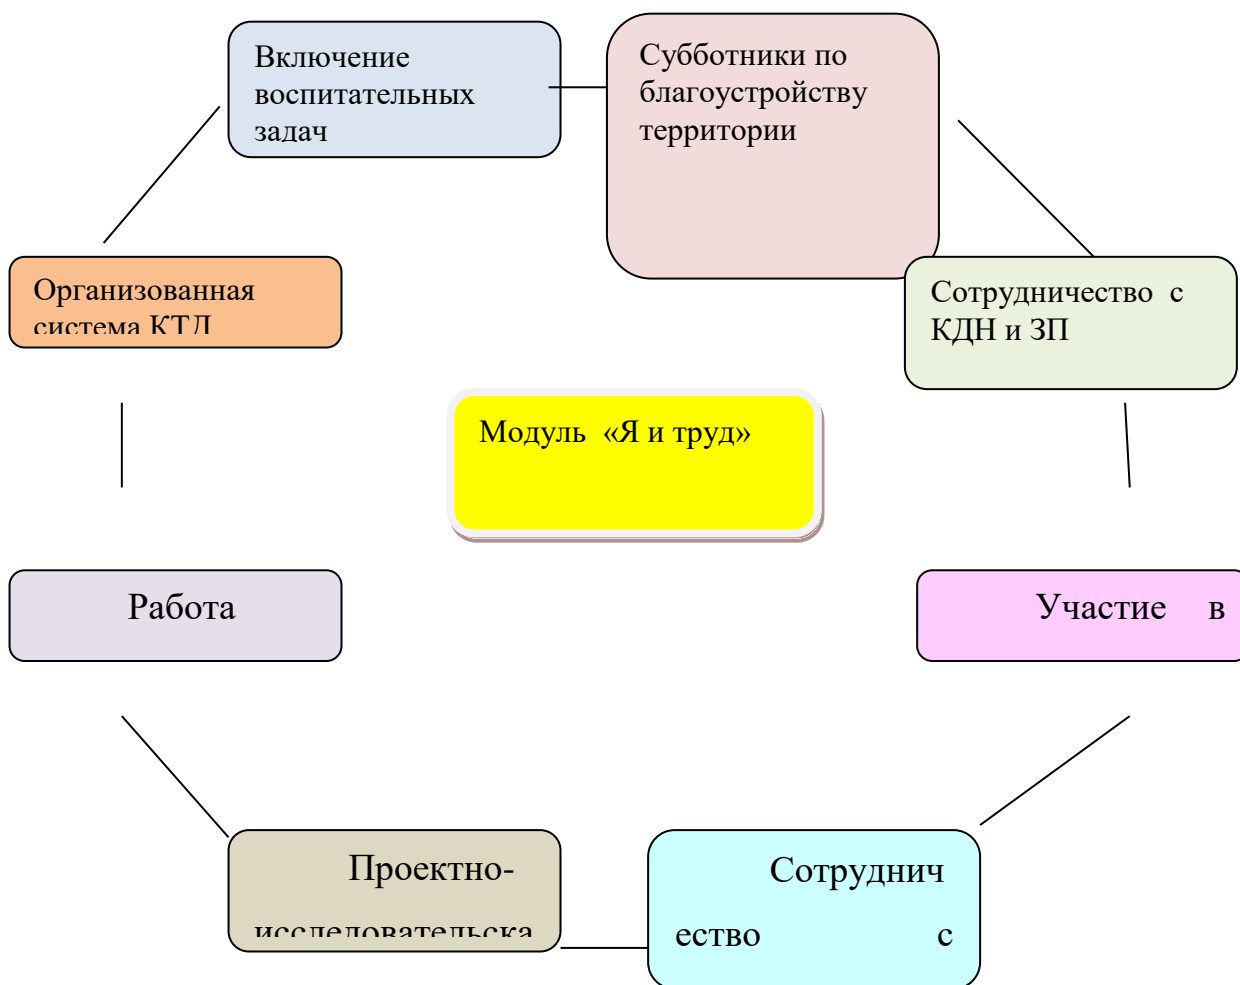 Включение
воспитательных
задач
Субботники по
благоустройству
территории
Организованная
система КТД
Сотрудничество с
КДН и ЗП
Модуль «Я и труд»
Работа
Участие в
Проектно-
исследовательска
Сотруднич
ество с